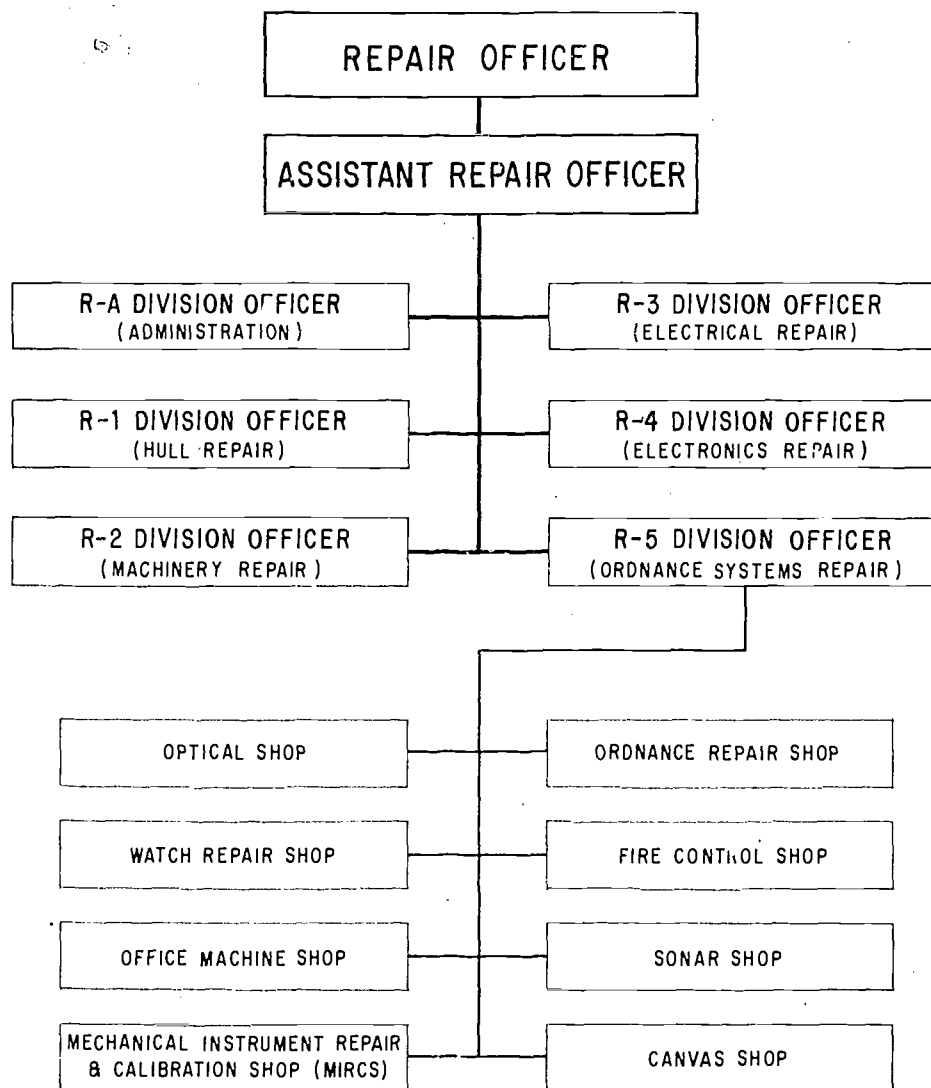 REPAIR OFFICER
ASSISTANT REPAIR OFFICER
R-A DIVISION OFFICER
(ADMINISTRATION)
R-3 DIVISION OFFICER
(ELECTRICAL REPAIR)
R-1 DIVISION OFFICER
(HULL REPAIR)
R-4 DIVISION OFFICER
(ELECTRONICS REPAIR)
R-2 DIVISION OFFICER
(MACHINERY REPAIR)
R-5 DIVISION OFFICER
(ORDNANCE SYSTEMS REPAIR)
OPTICAL SHOP
ORDNANCE REPAIR SHOP
WATCH REPAIR SHOP
FIRE CONTROL SHOP
OFFICE MACHINE SHOP
SONAR SHOP
MECHANICAL INSTRUMENT REPAIR
& CALIBRATION SHOP (MIRCS)
CANVAS SHOP